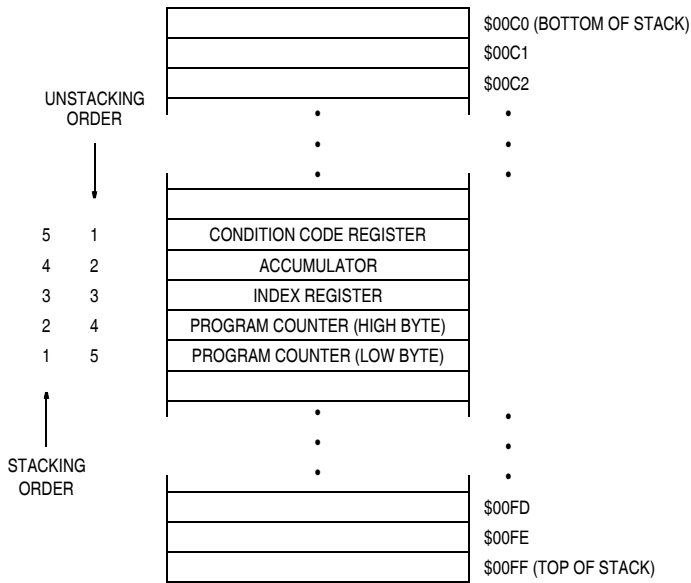 $00C0 (BOTTOM OF STACK)
$00C1
$00C2
UNSTACKING
ORDER
5 1 CONDITION CODE REGISTER
4 2 ACCUMULATOR
3 3 INDEX REGISTER
2 4 PROGRAM COUNTER (HIGH BYTE)
1 5 PROGRAM COUNTER (LOW BYTE)
STACKING
ORDER
$00FD
$00FE
$00FF (TOP OF STACK)